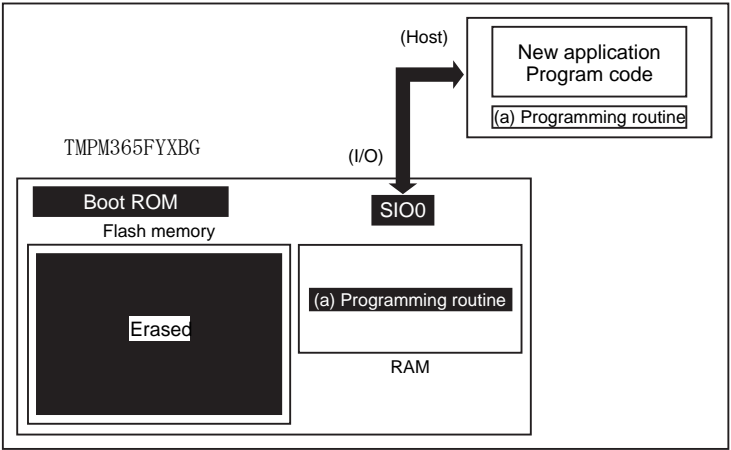 (Host)
New application
Program code
(a) Programming routine
TMPM365FYXBG
(I/O)
Boot ROM
SIO0
Flash memory
(a) Programming routine
Erased
RAM